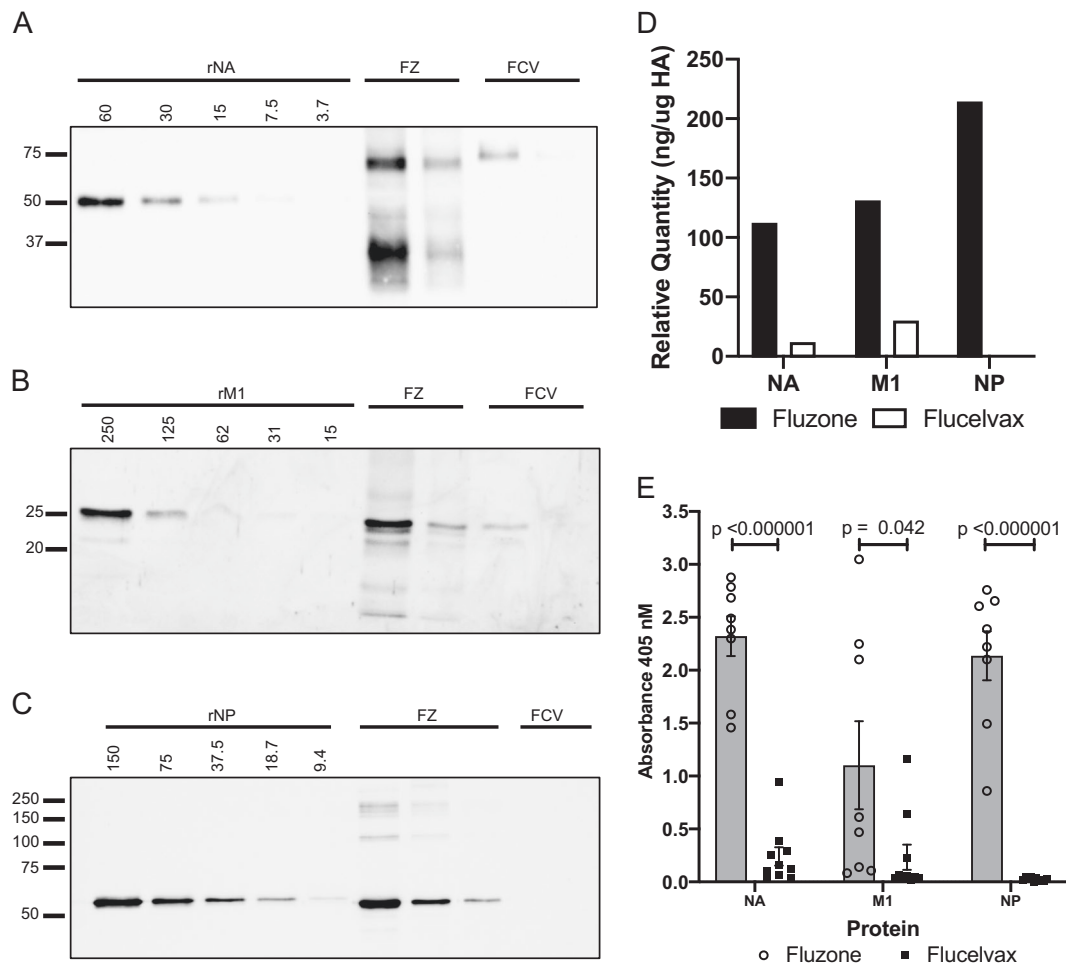 A
rNA
FZ
FCV
60 30 15 7.5 3.7
75
50
37
B
rM1
FZ
FCV
250 125 62 31 15
25
20
C
rNP
FZ
FCV
150 75 37.5 18.7 9.4
250
150
100
75
50
D
Relative Quantity (ng/ug HA)
250
200
150
100
50
0
NA M1 NP
Fluzone Flucelvax
E
Absorbance 405 nM
3.5
3.0
2.5
2.0
1.5
1.0
0.5
0.0
p <0.000001 p = 0.042 p <0.000001
NA M1 NP
Protein
Fluzone Flucelvax